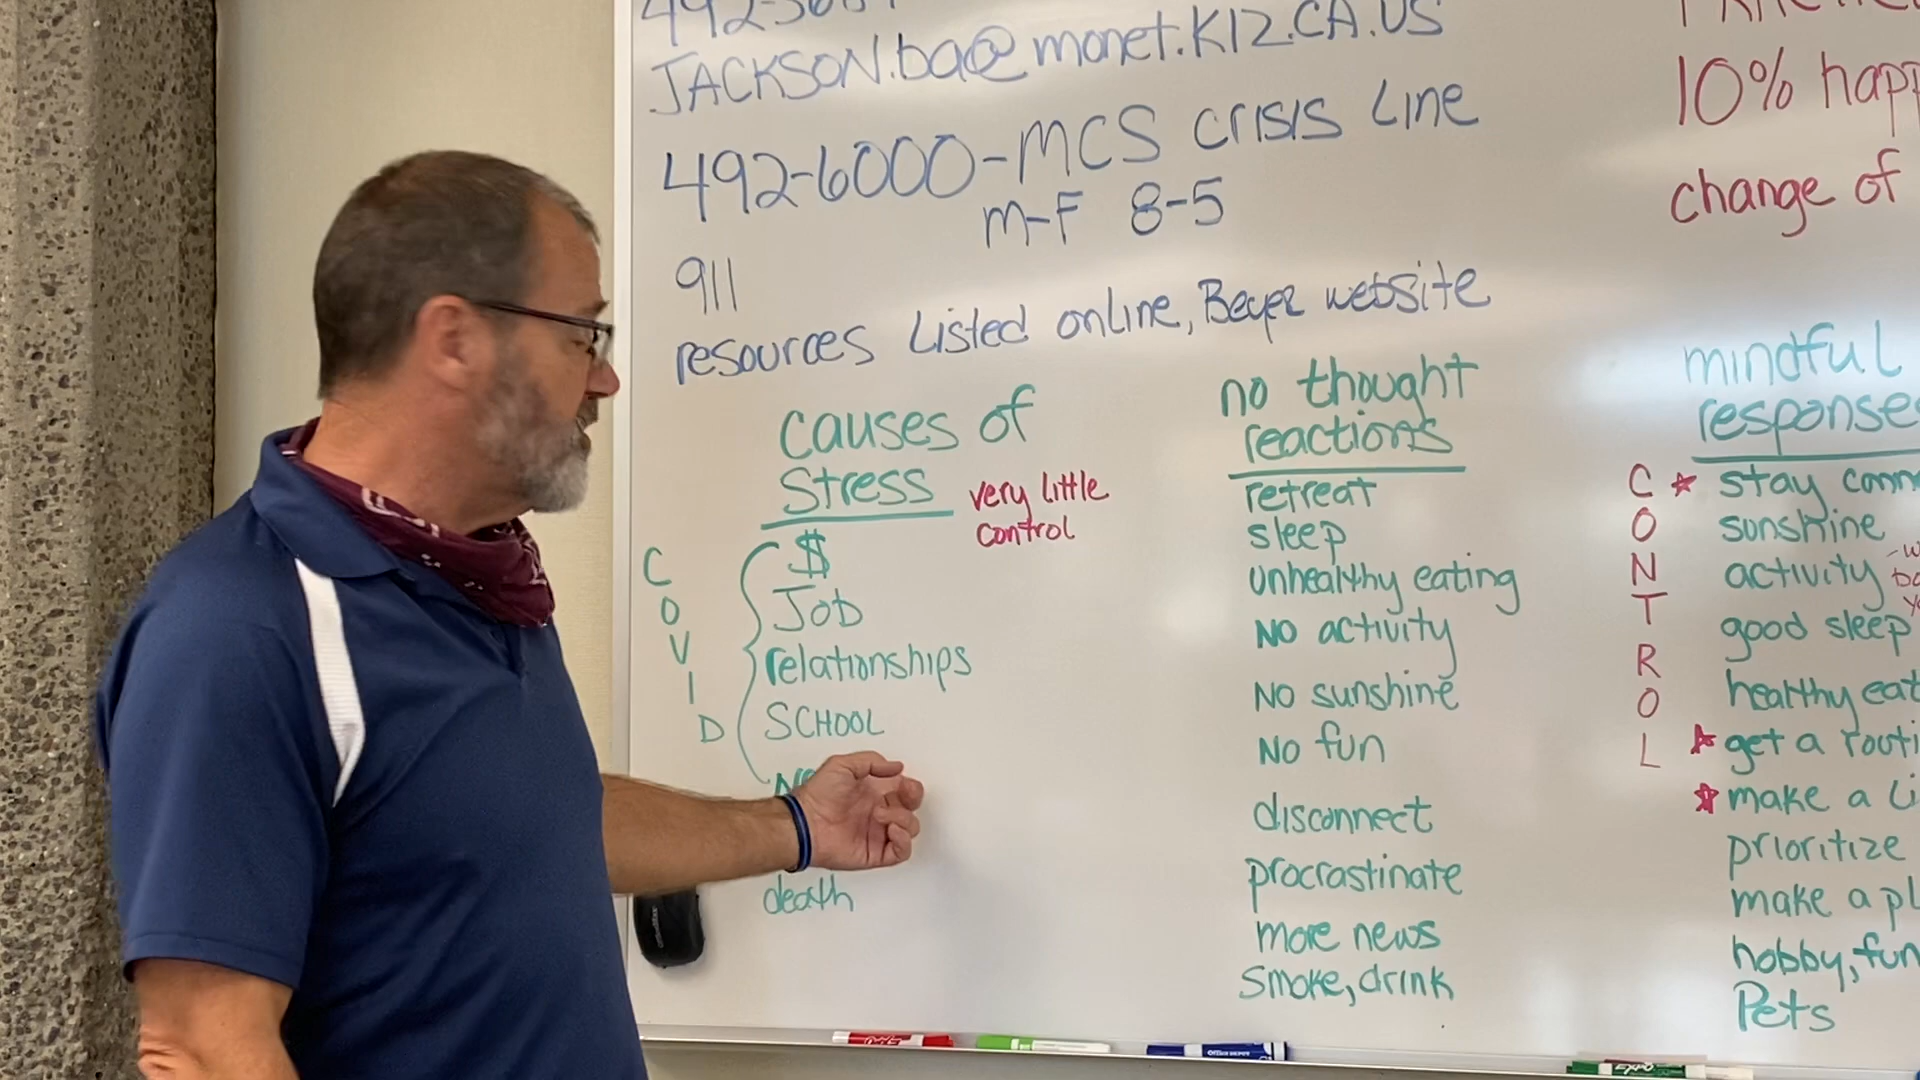 JACKSON.ba@monet.K12.CA.US
492-6000-MCS crisis Line
M-F 8-5
911
resources Listed online, Beyer website
causes of
Stress
very little
control
C
O
V
I
D
$
JOB
relationships
SCHOOL
death
no thought
reactions
retreat
sleep
unhealthy eating
NO activity
NO sunshine
NO fun
disconnect
procrastinate
more news
Smoke, drink
10% happ
change of
mindful
responses
C
O
N
T
R
O
L
stay conn
sunshine
activity
good sleep
healthy eat
get a routi
make a Li
prioritize
make a pl
hobby, fun
Pets
EXPO